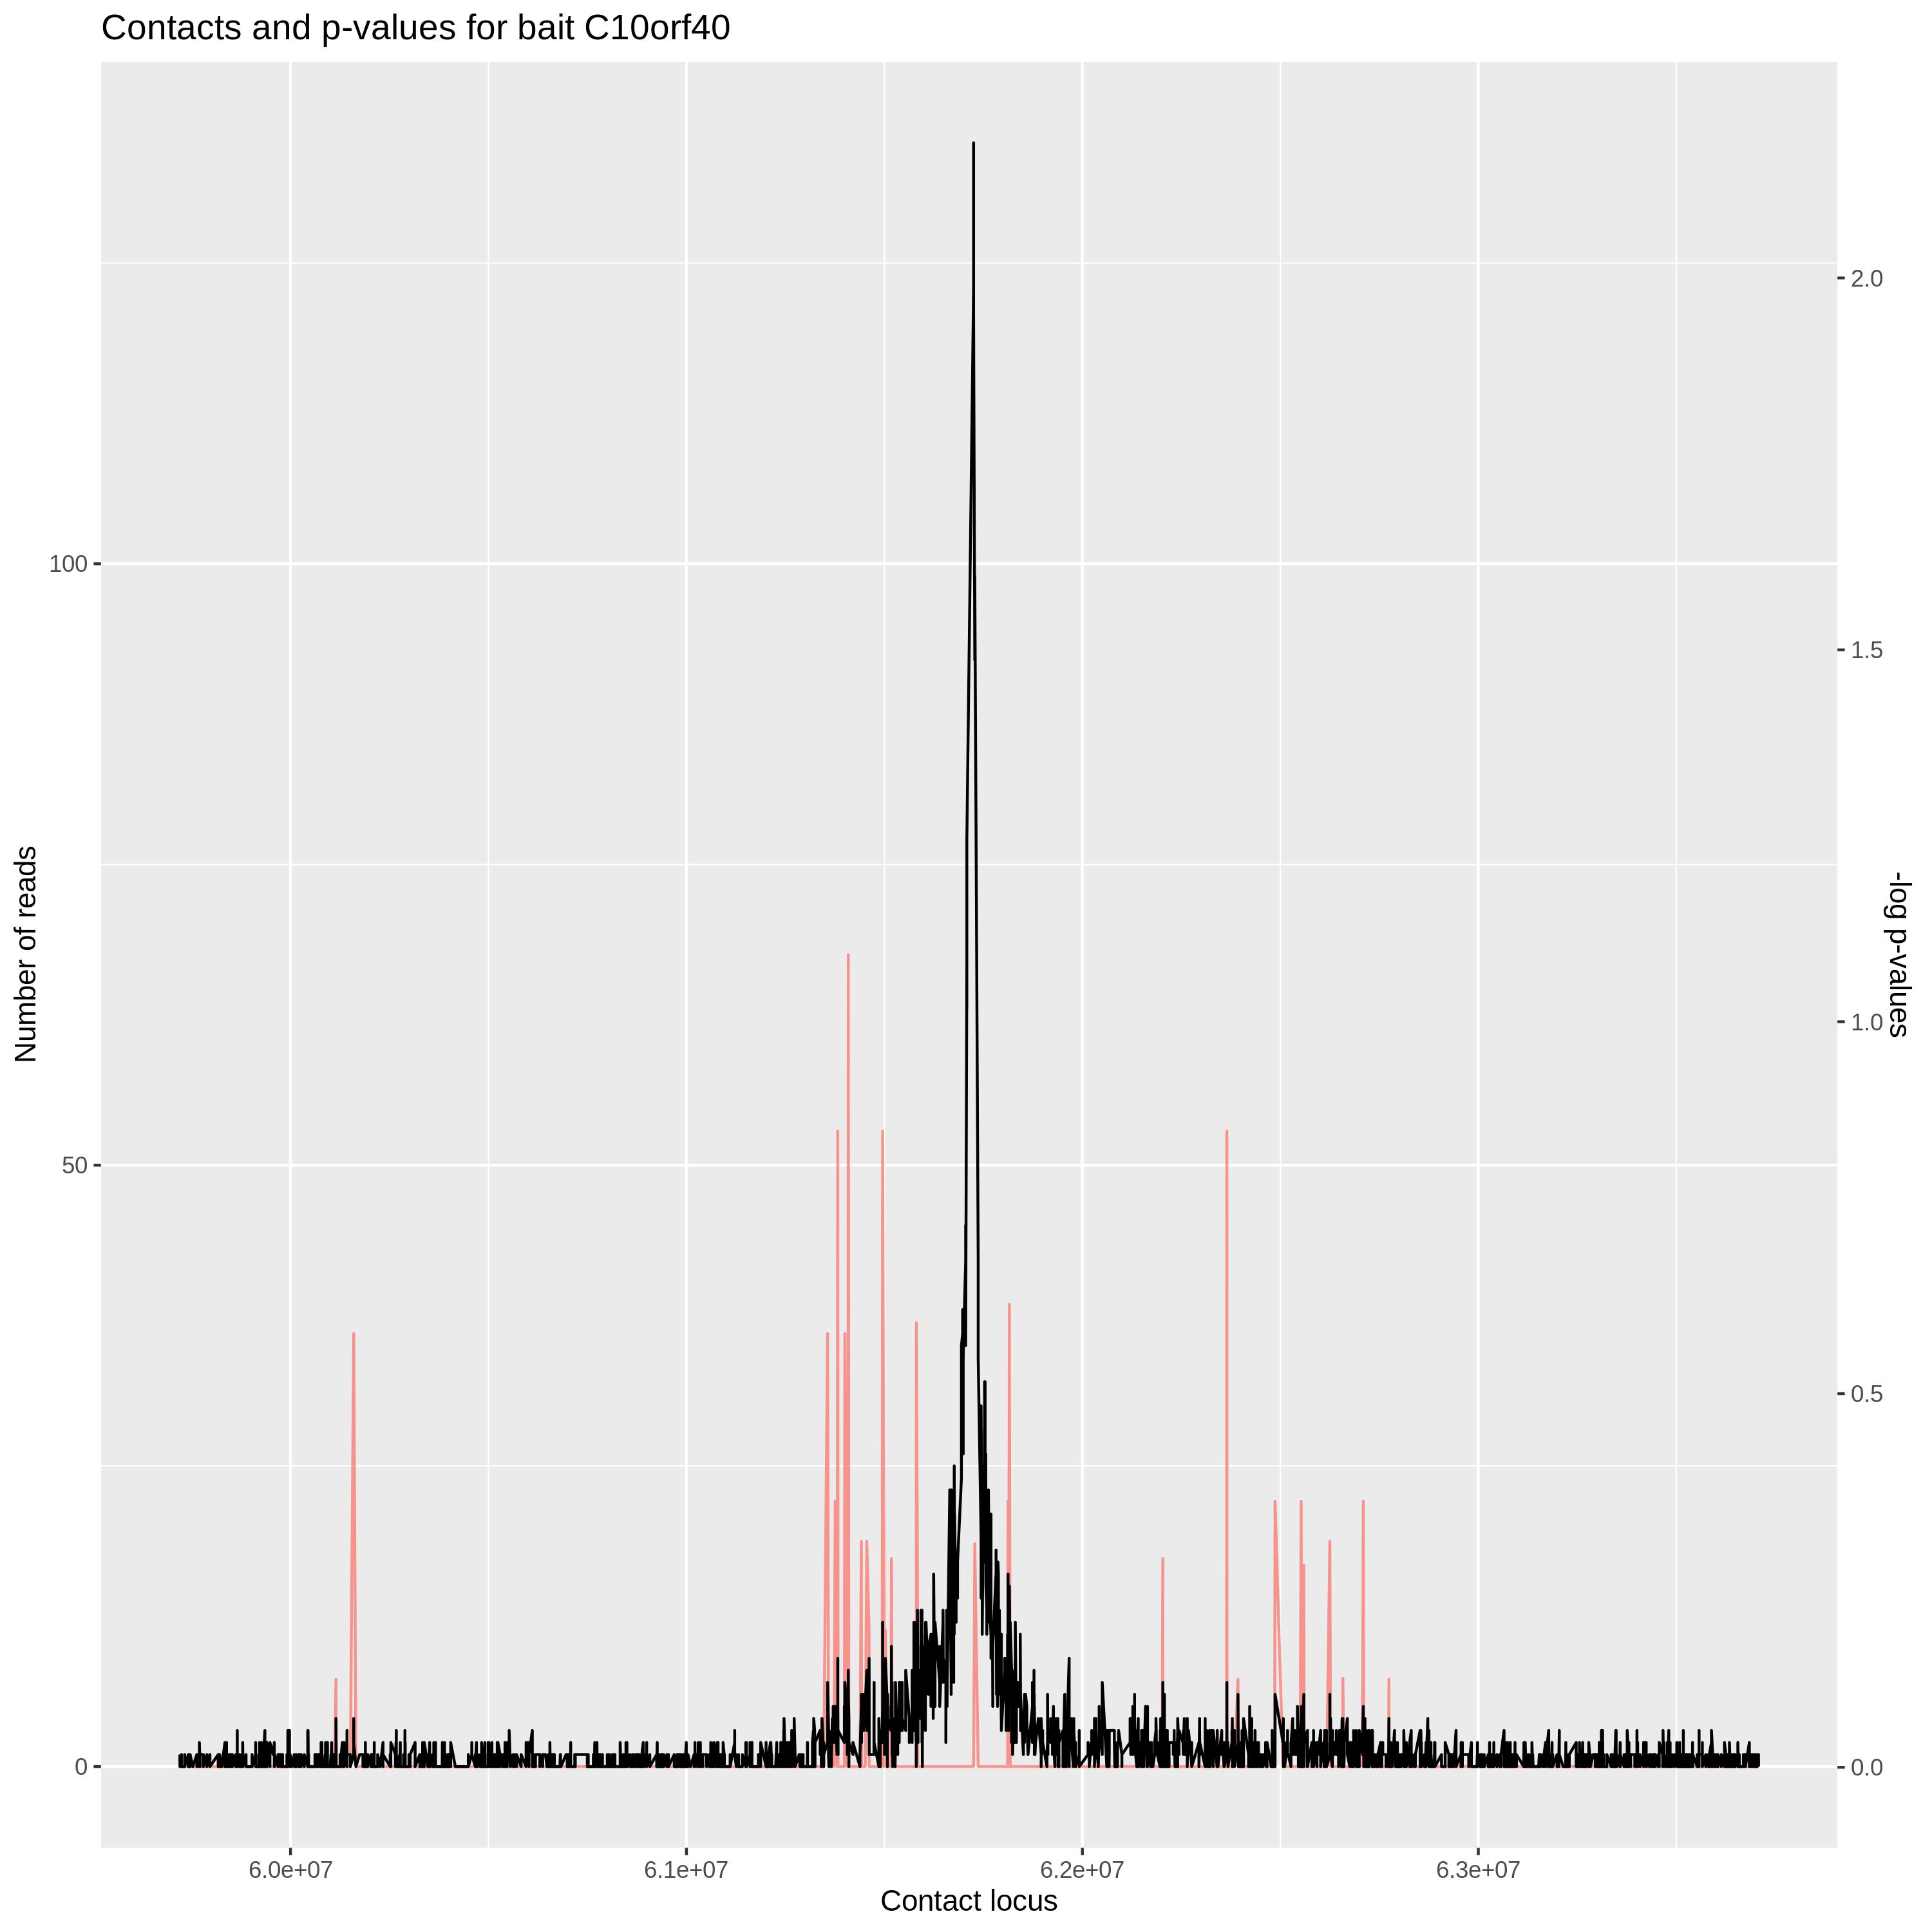 Contacts and p-values for bait C10orf40
Number of reads
100
50
0
2.0
1.5
1.0
0.5
0.0
-log p-values
6.0e+07 6.1e+07 6.2e+07 6.3e+07
Contact locus